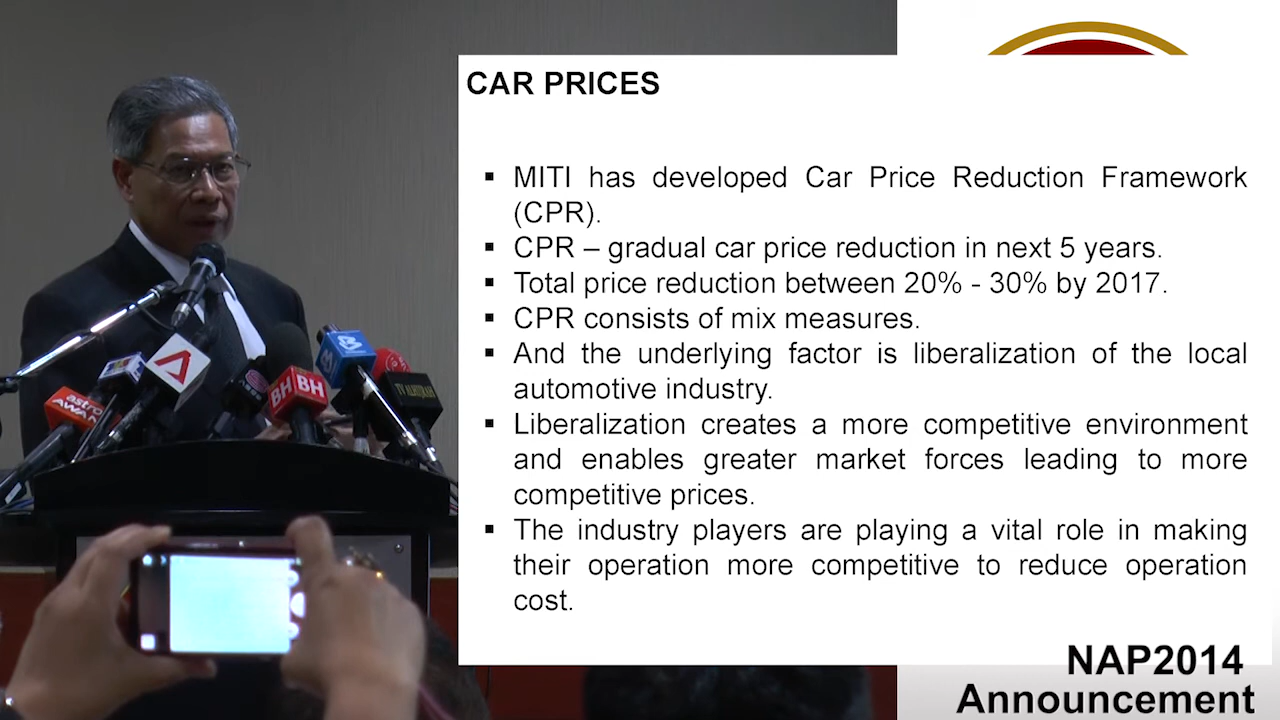 CAR PRICES
▪ MITI has developed Car Price Reduction Framework
(CPR).
▪ CPR – gradual car price reduction in next 5 years.
▪ Total price reduction between 20% - 30% by 2017.
▪ CPR consists of mix measures.
▪ And the underlying factor is liberalization of the local
automotive industry.
▪ Liberalization creates a more competitive environment
and enables greater market forces leading to more
competitive prices.
▪ The industry players are playing a vital role in making
their operation more competitive to reduce operation
cost.
NAP2014
Announcement
astro
AWANI
BH BH
TV ALHIJRAH